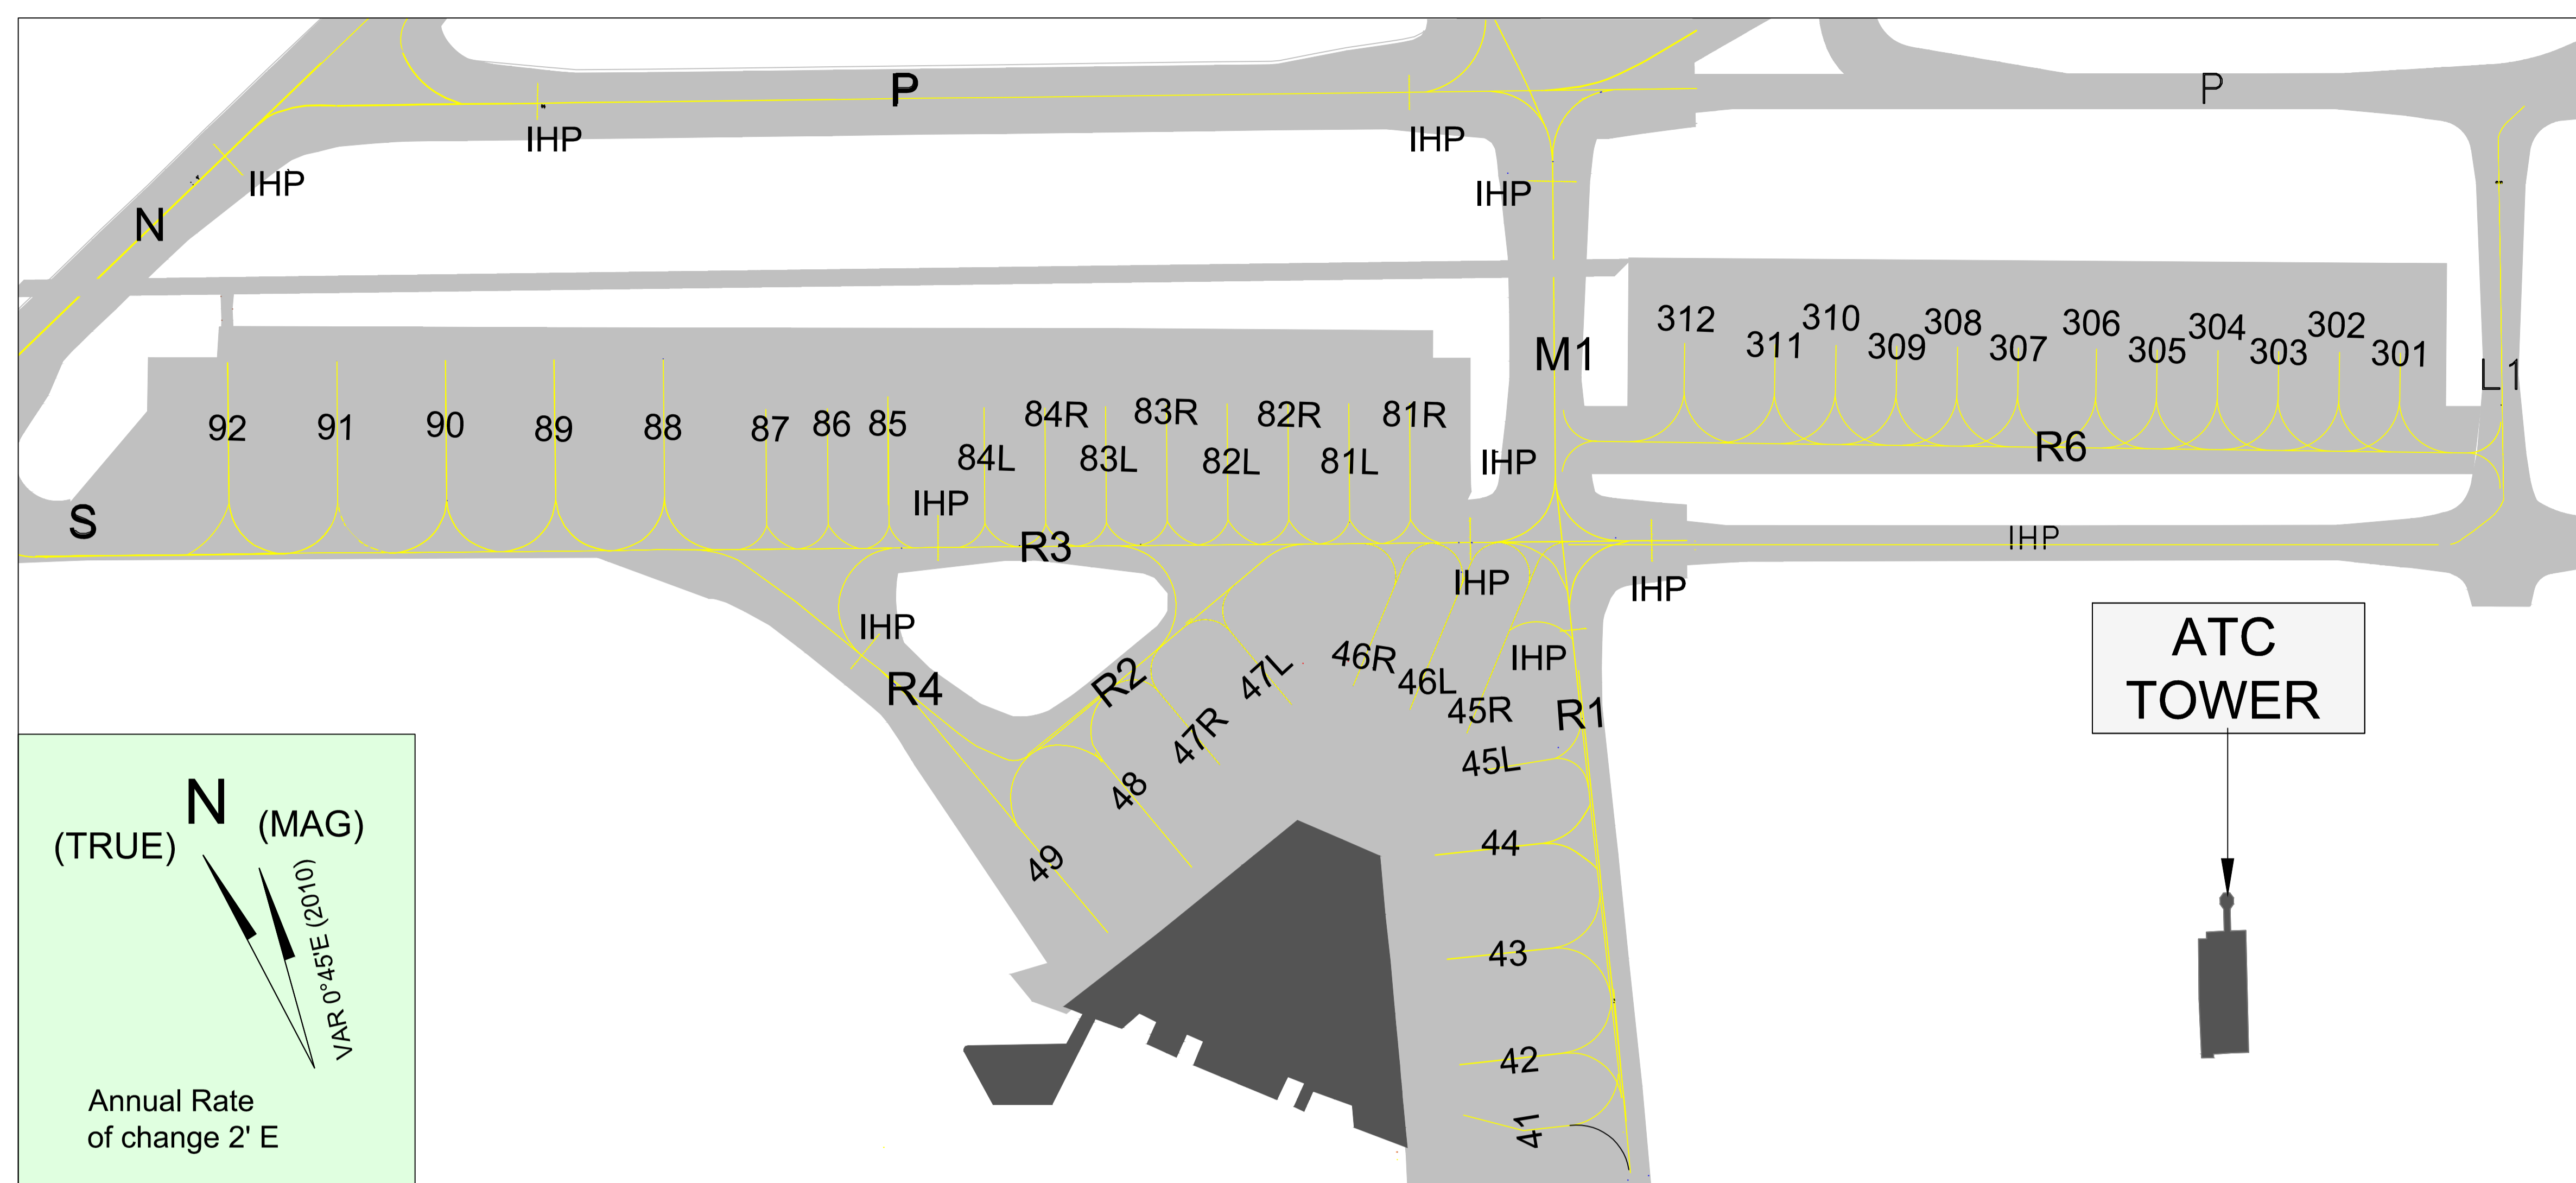 P
P
IHP
IHP
IHP
IHP
N
312
310
308
306
304
302
311
309
307
305
303
301
M1
L1
R6
92
91
90
89
88
87
86
85
84R
83R
82R
81R
84L
83L
82L
81L
IHP
IHP
S
R3
IHP
IHP
IHP
IHP
IHP
R4
R2
47L
46R
46L
45R
IHP
R1
47R
45L
48
44
49
43
42
41
ATC
TOWER
N
(TRUE)
(MAG)
VAR 0°45'E (2010)
Annual Rate
of change 2' E